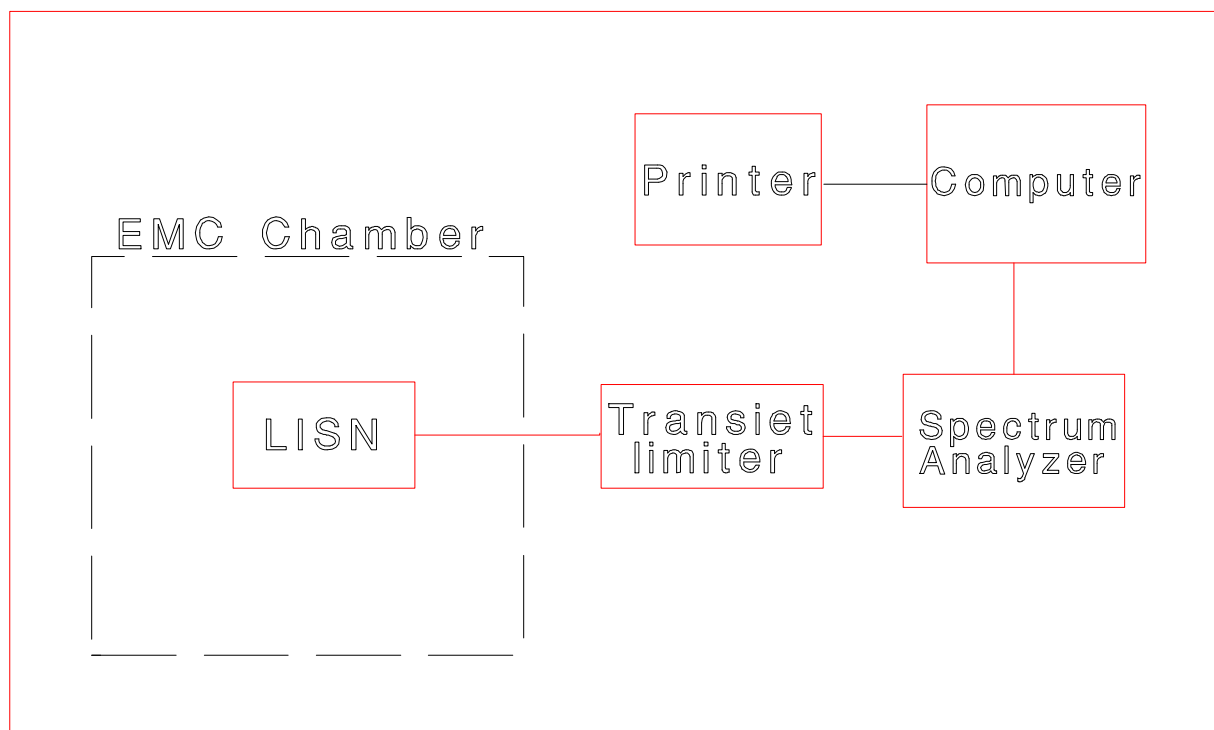 Printer
Computer
EMC Chamber
LISN
Transiet
limiter
Spectrum
Analyzer